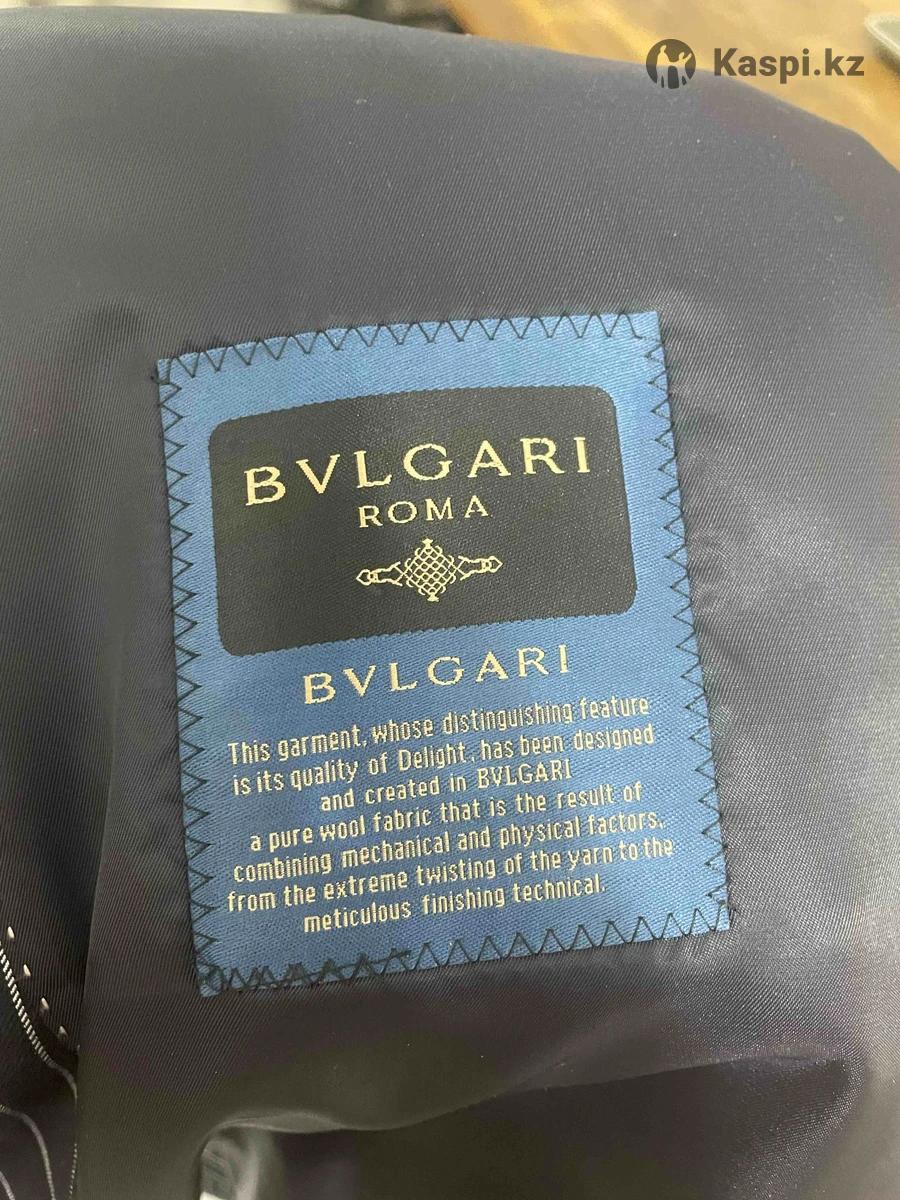 Kaspi.kz
BVLGARI
ROMA
BVLGARI
This garment, whose distinguishing feature
is its quality of Delight, has been designed
and created in BVLGARI
a pure wool fabric that is the result of
combining mechanical and physical factors,
from the extreme twisting of the yarn to the
meticulous finishing technical.